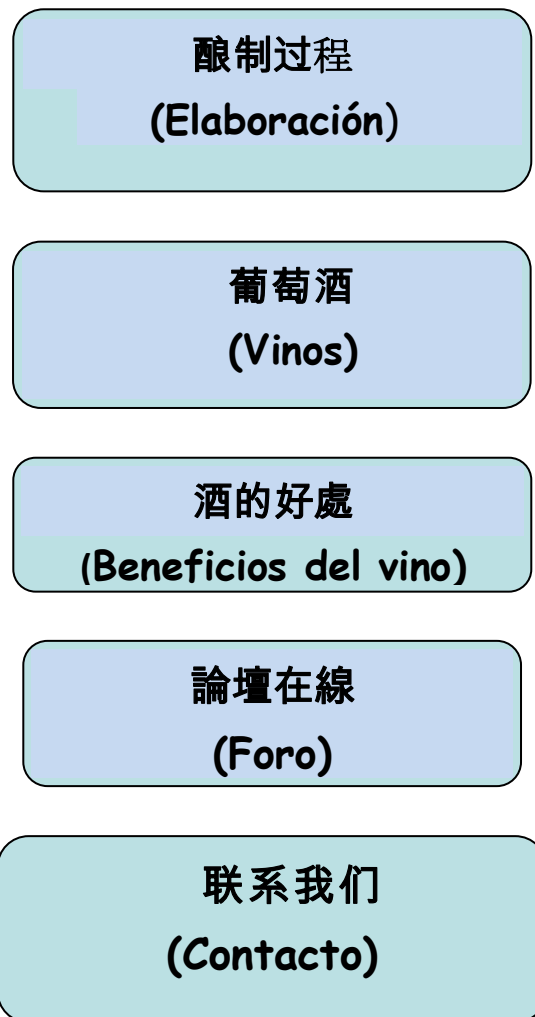 酿制过程
(Elaboración)
葡萄酒
(Vinos)
酒的好處
(Beneficios del vino)
論壇在線
(Foro)
联系我们
(Contacto)